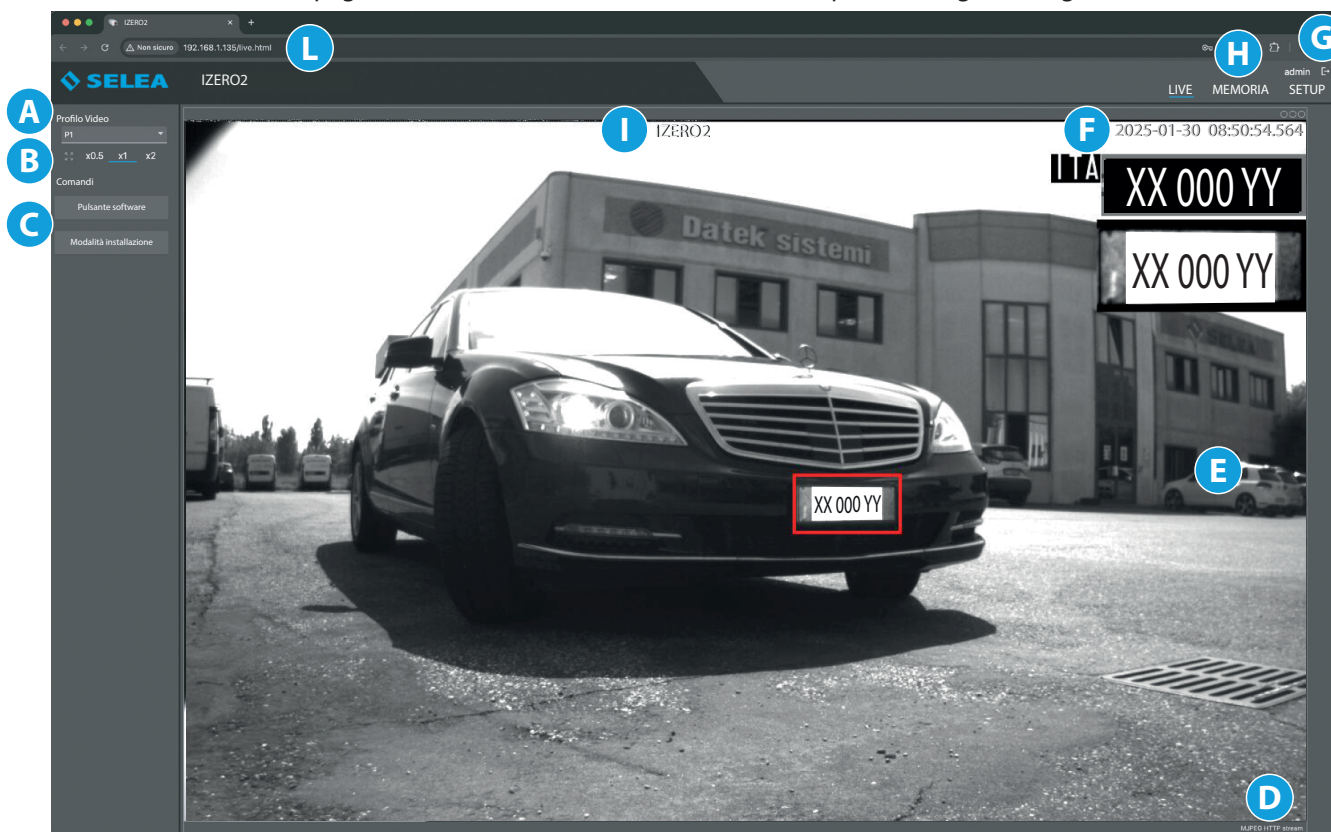 IZERO2
Non sicuro 192.168.1.135/live.html
L
H
G
SELEA
IZERO2
admin
LIVE MEMORIA SETUP
A
Profilo Video
P1
B
x0.5 x1 x2
Comandi
C
Pulsante software
Modalità installazione
I
IZERO2
F
2025-01-30 08:50:54.564
ITA
XX 000 YY
XX 000 YY
Datek sistemi
SELEA
E
XX 000 YY
D
MJPEG HTTP stream